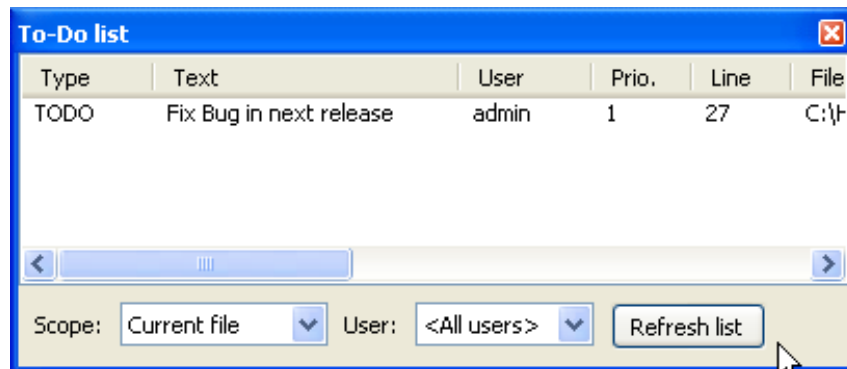 To-Do list
Type Text User Prio. Line File
TODO Fix Bug in next release admin 1 27 C:\H
Scope: Current file User: <All users> Refresh list